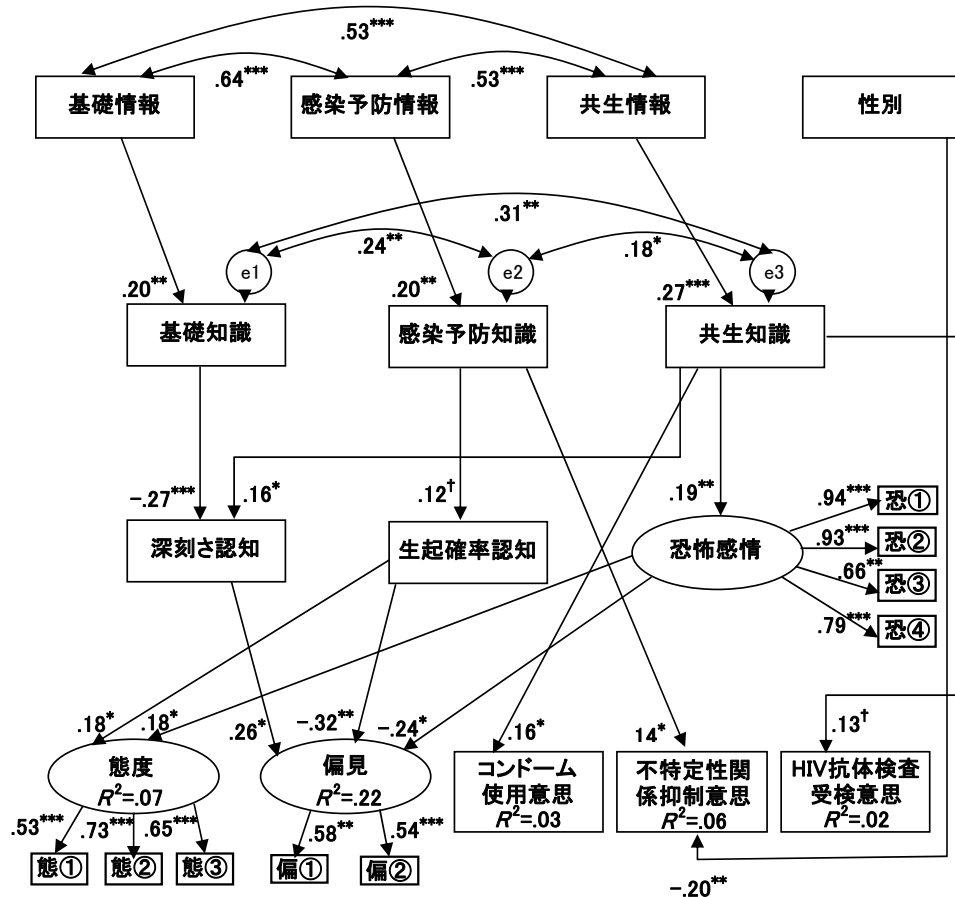 .53***
.64***
.53***
基礎情報
感染予防情報
共生情報
性別
.31**
.24**
.18*
e1
e2
e3
.20**
.20**
.27***
基礎知識
感染予防知識
共生知識
-.27***
.16*
.12†
.19**
.94***
恐①
.93***
恐②
.66**
恐③
.79***
恐④
深刻さ認知
生起確率認知
恐怖感情
.18*
.18*
.26*
-.32**
-.24*
.16*
14*
.13†
態度
R²=.07
偏見
R²=.22
コンドーム
使用意思
R²=.03
不特定性関
係抑制意思
R²=.06
HIV抗体検査
受検意思
R²=.02
.53***
.73***
.65***
.58**
.54***
態①
態②
態③
偏①
偏②
-.20**